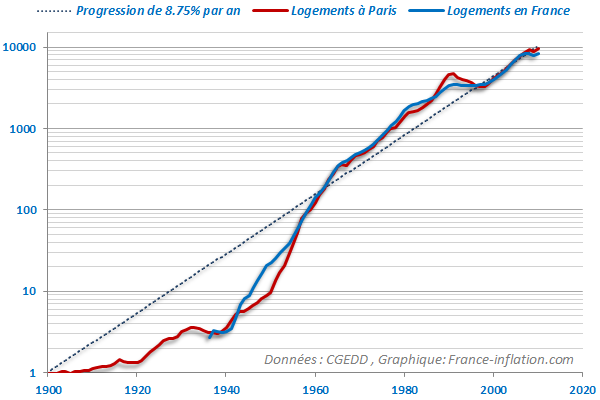 Progression de 8.75% par an Logements à Paris Logements en France
10000
1000
100
10
1
Données : CGEDD , Graphique: France-inflation.com
1900 1920 1940 1960 1980 2000 2020